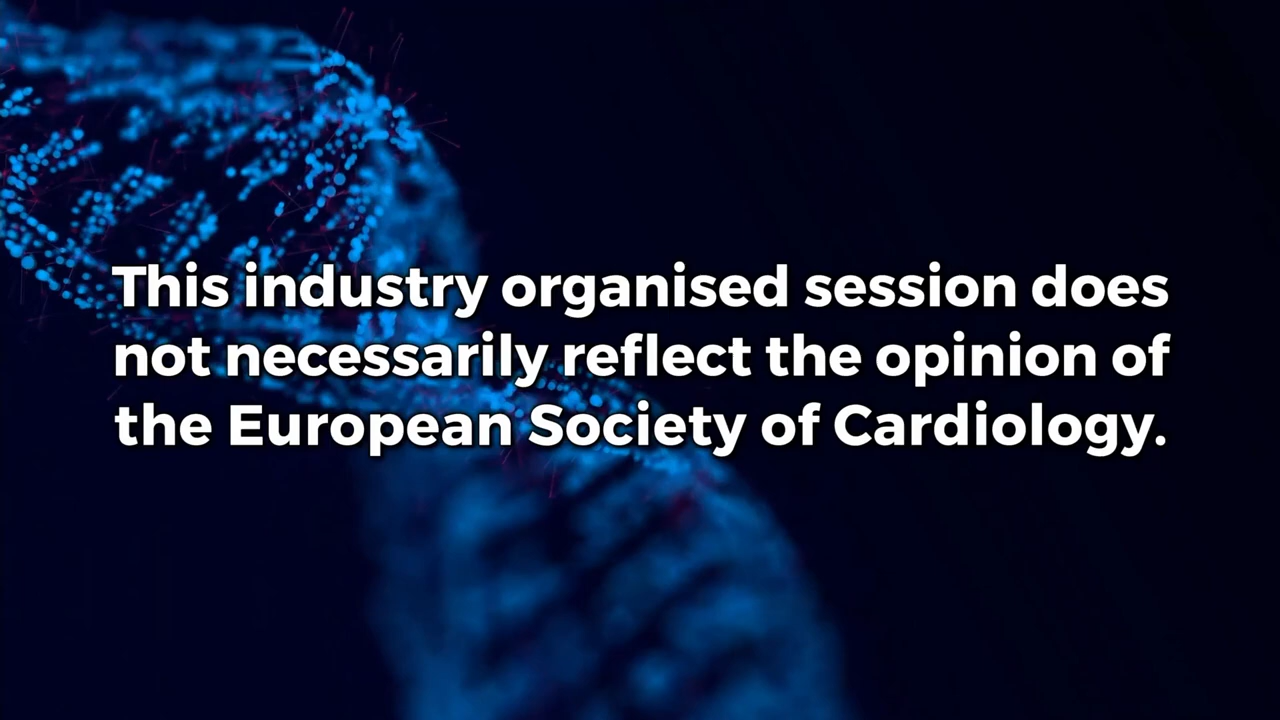 This industry organised session does
not necessarily reflect the opinion of
the European Society of Cardiology.